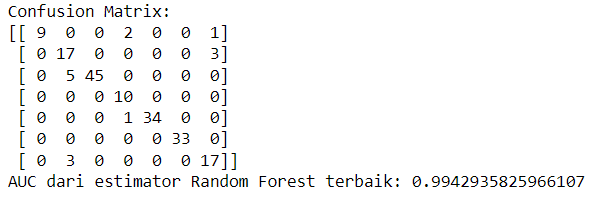 Confusion Matrix:
[[ 9  0  0  2  0  0  1]
 [ 0 17  0  0  0  0  3]
 [ 0  5 45  0  0  0  0]
 [ 0  0  0 10  0  0  0]
 [ 0  0  0  1 34  0  0]
 [ 0  0  0  0  0 33  0]
 [ 0  3  0  0  0  0 17]]
AUC dari estimator Random Forest terbaik: 0.9942935825966107